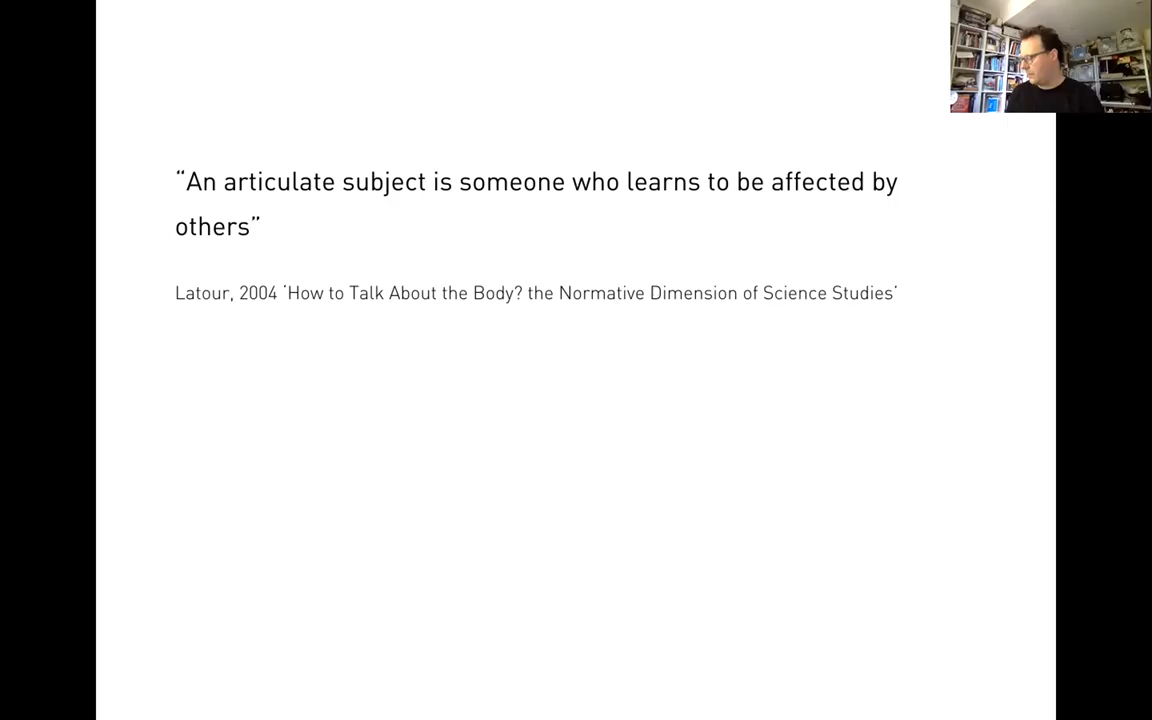 “An articulate subject is someone who learns to be affected by
others”
Latour, 2004 ‘How to Talk About the Body? the Normative Dimension of Science Studies’